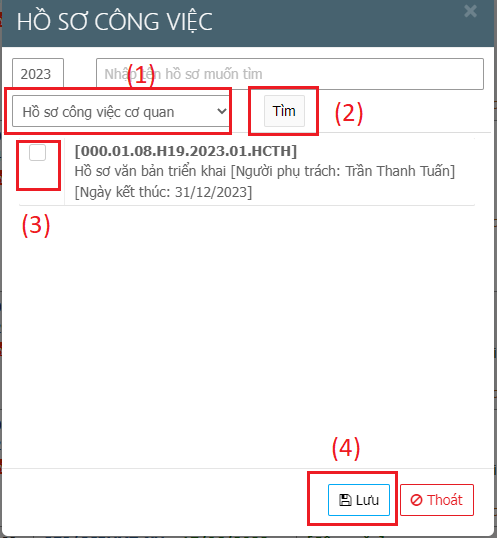 HỒ SƠ CÔNG VIỆC
×
2023
Nhập tên hồ sơ muốn tìm
(1)
Hồ sơ công việc cơ quan
Tìm
(2)
[000.01.08.H19.2023.01.HCTH]
Hồ sơ văn bản triển khai [Người phụ trách: Trần Thanh Tuấn]
[Ngày kết thúc: 31/12/2023]
(3)
(4)
Lưu
Thoát